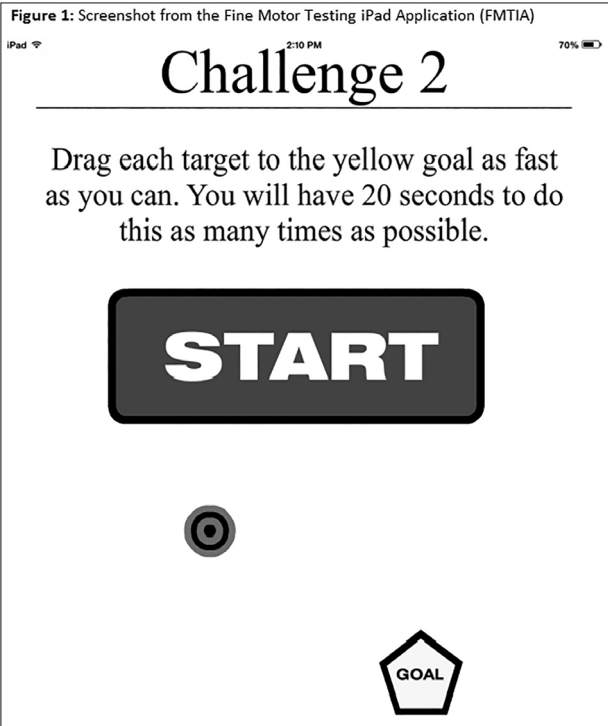 Figure 1: Screenshot from the Fine Motor Testing iPad Application (FMTIA)
iPad 2:10 PM 70%
Challenge 2
Drag each target to the yellow goal as fast
as you can. You will have 20 seconds to do
this as many times as possible.
START
GOAL